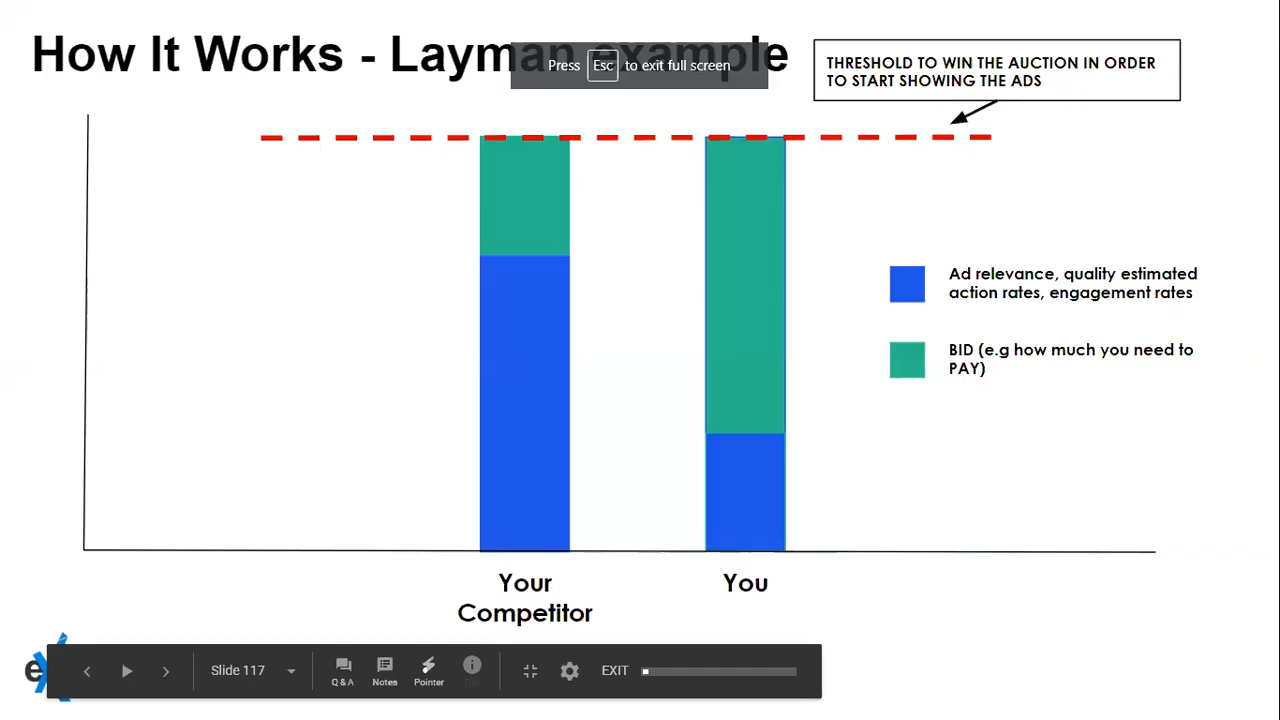 How It Works - Layman example
Press Esc to exit full screen
THRESHOLD TO WIN THE AUCTION IN ORDER
TO START SHOWING THE ADS
Ad relevance, quality estimated
action rates, engagement rates
BID (e.g how much you need to
PAY)
Your
Competitor
You
Slide 117
Q & A
Notes
Pointer
EXIT